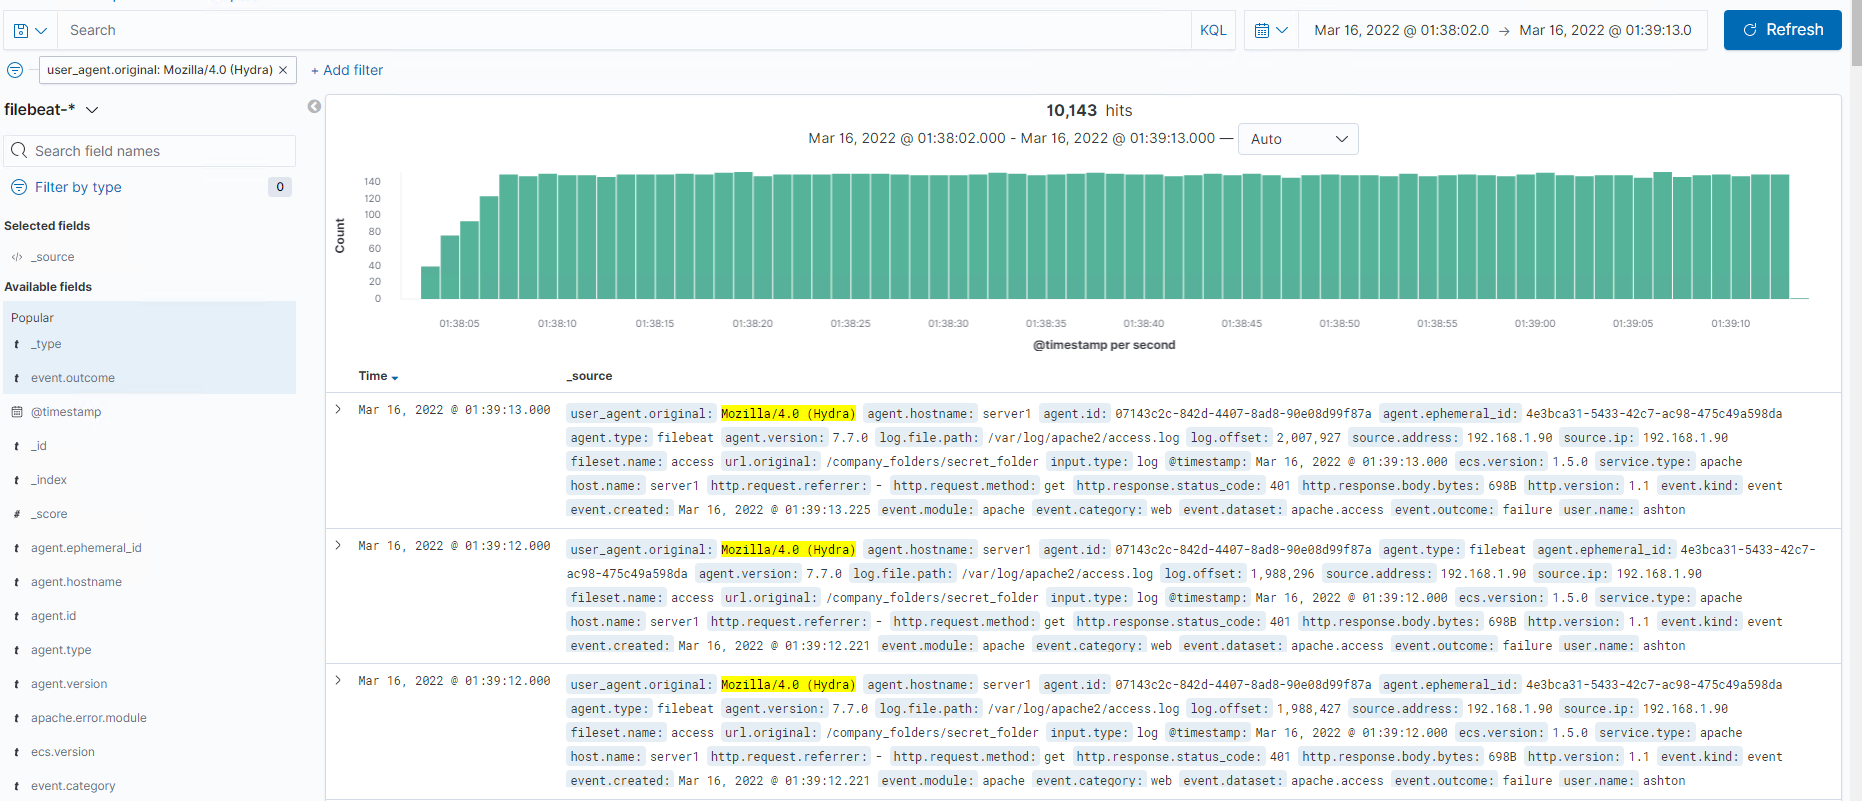 Search KQL Mar 16, 2022 @ 01:38:02.0 → Mar 16, 2022 @ 01:39:13.0 Refresh
user_agent.original: Mozilla/4.0 (Hydra) × + Add filter
filebeat-*
Search field names
Filter by type 0
Selected fields
_source
Available fields
Popular
t _type
t event.outcome
@timestamp
t _id
t _index
# _score
t agent.ephemeral_id
t agent.hostname
t agent.id
t agent.type
t agent.version
t apache.error.module
t ecs.version
t event.category
10,143 hits
Mar 16, 2022 @ 01:38:02.000 - Mar 16, 2022 @ 01:39:13.000 — Auto
Count
140
120
100
80
60
40
20
0
01:38:05 01:38:10 01:38:15 01:38:20 01:38:25 01:38:30 01:38:35 01:38:40 01:38:45 01:38:50 01:38:55 01:39:00 01:39:05 01:39:10
@timestamp per second
Time _source
Mar 16, 2022 @ 01:39:13.000 user_agent.original: Mozilla/4.0 (Hydra) agent.hostname: server1 agent.id: 07143c2c-842d-4407-8ad8-90e08d99f87a agent.ephemeral_id: 4e3bca31-5433-42c7-ac98-475c49a598da
agent.type: filebeat agent.version: 7.7.0 log.file.path: /var/log/apache2/access.log log.offset: 2,007,927 source.address: 192.168.1.90 source.ip: 192.168.1.90
fileset.name: access url.original: /company_folders/secret_folder input.type: log @timestamp: Mar 16, 2022 @ 01:39:13.000 ecs.version: 1.5.0 service.type: apache
host.name: server1 http.request.referrer: - http.request.method: get http.response.status_code: 401 http.response.body.bytes: 698B http.version: 1.1 event.kind: event
event.created: Mar 16, 2022 @ 01:39:13.225 event.module: apache event.category: web event.dataset: apache.access event.outcome: failure user.name: ashton
Mar 16, 2022 @ 01:39:12.000 user_agent.original: Mozilla/4.0 (Hydra) agent.hostname: server1 agent.id: 07143c2c-842d-4407-8ad8-90e08d99f87a agent.type: filebeat agent.ephemeral_id: 4e3bca31-5433-42c7-
ac98-475c49a598da agent.version: 7.7.0 log.file.path: /var/log/apache2/access.log log.offset: 1,988,296 source.address: 192.168.1.90 source.ip: 192.168.1.90
fileset.name: access url.original: /company_folders/secret_folder input.type: log @timestamp: Mar 16, 2022 @ 01:39:12.000 ecs.version: 1.5.0 service.type: apache
host.name: server1 http.request.referrer: - http.request.method: get http.response.status_code: 401 http.response.body.bytes: 698B http.version: 1.1 event.kind: event
event.created: Mar 16, 2022 @ 01:39:12.221 event.module: apache event.category: web event.dataset: apache.access event.outcome: failure user.name: ashton
Mar 16, 2022 @ 01:39:12.000 user_agent.original: Mozilla/4.0 (Hydra) agent.hostname: server1 agent.id: 07143c2c-842d-4407-8ad8-90e08d99f87a agent.ephemeral_id: 4e3bca31-5433-42c7-ac98-475c49a598da
agent.type: filebeat agent.version: 7.7.0 log.file.path: /var/log/apache2/access.log log.offset: 1,988,427 source.address: 192.168.1.90 source.ip: 192.168.1.90
fileset.name: access url.original: /company_folders/secret_folder input.type: log @timestamp: Mar 16, 2022 @ 01:39:12.000 ecs.version: 1.5.0 service.type: apache
host.name: server1 http.request.referrer: - http.request.method: get http.response.status_code: 401 http.response.body.bytes: 698B http.version: 1.1 event.kind: event
event.created: Mar 16, 2022 @ 01:39:12.221 event.module: apache event.category: web event.dataset: apache.access event.outcome: failure user.name: ashton